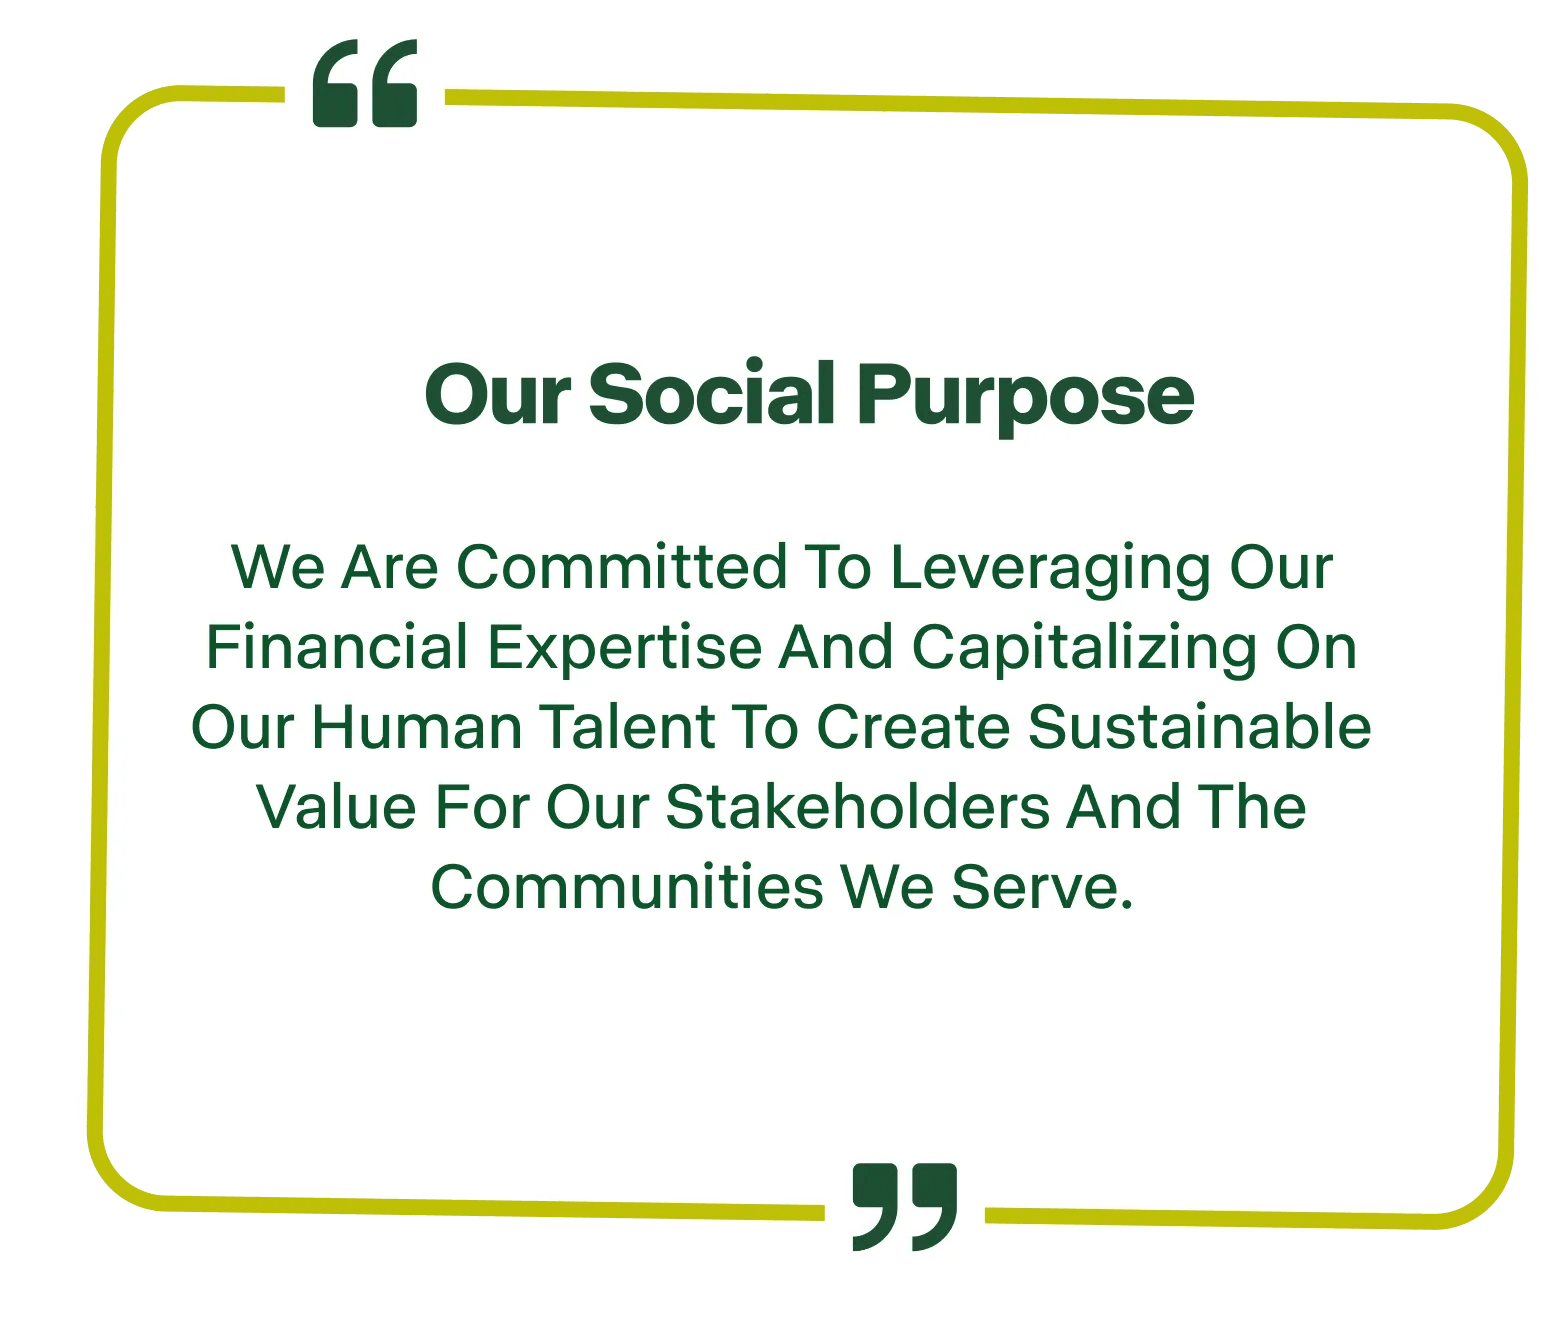 “
Our Social Purpose
We Are Committed To Leveraging Our
Financial Expertise And Capitalizing On
Our Human Talent To Create Sustainable
Value For Our Stakeholders And The
Communities We Serve.
”